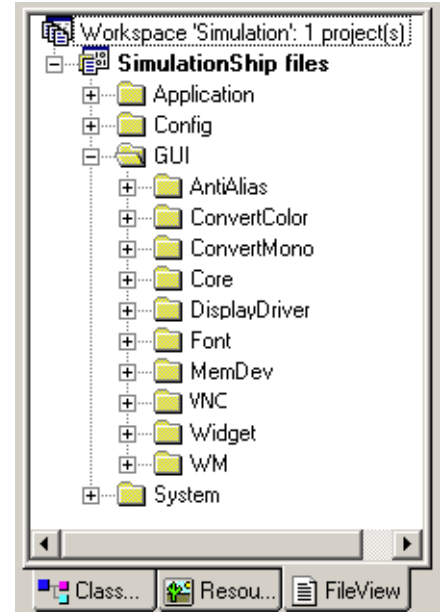 Workspace 'Simulation': 1 project(s)
SimulationShip files
Application
Config
GUI
AntiAlias
ConvertColor
ConvertMono
Core
DisplayDriver
Font
MemDev
VNC
Widget
WM
System
Class... Resou... FileView